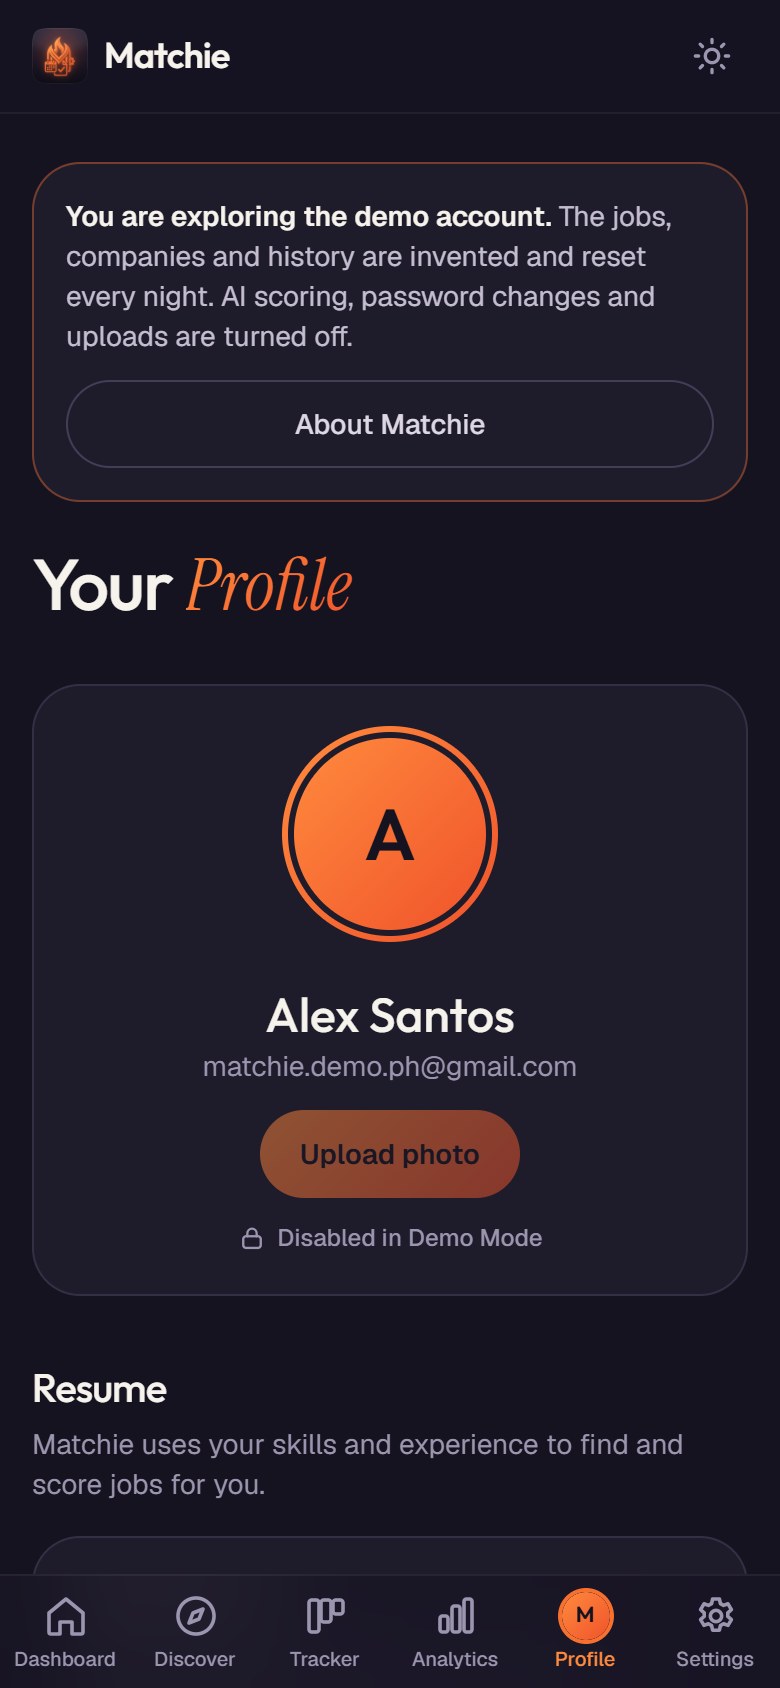 Matchie
You are exploring the demo account. The jobs,
companies and history are invented and reset
every night. AI scoring, password changes and
uploads are turned off.
About Matchie
Your Profile
A
Alex Santos
matchie.demo.ph@gmail.com
Upload photo
Disabled in Demo Mode
Resume
Matchie uses your skills and experience to find and
score jobs for you.
M
Dashboard Discover Tracker Analytics Profile Settings